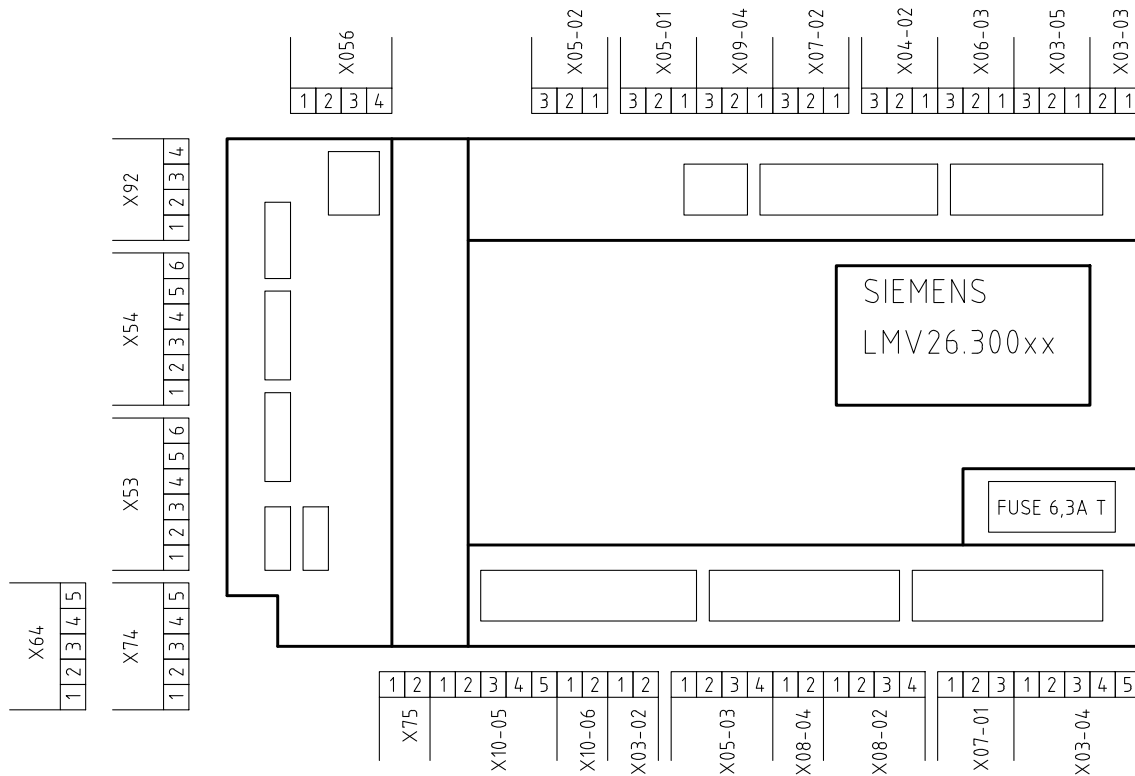 X056
X05-02
X05-01
X09-04
X07-02
X04-02
X06-03
X03-05
X03-03
1 2 3 4
3 2 1
3 2 1 3 2 1 3 2 1
3 2 1 3 2 1 3 2 1 2 1
X92
1 2 3 4
X54
1 2 3 4 5 6
X53
1 2 3 4 5 6
X64
1 2 3 4 5
X74
1 2 3 4 5
SIEMENS
LMV26.300xx
FUSE 6,3A T
1 2 1 2 3 4 5 1 2 1 2
1 2 3 4 1 2 1 2 3 4
1 2 3 1 2 3 4 5
X75
X10-05
X10-06
X03-02
X05-03
X08-04
X08-02
X07-01
X03-04